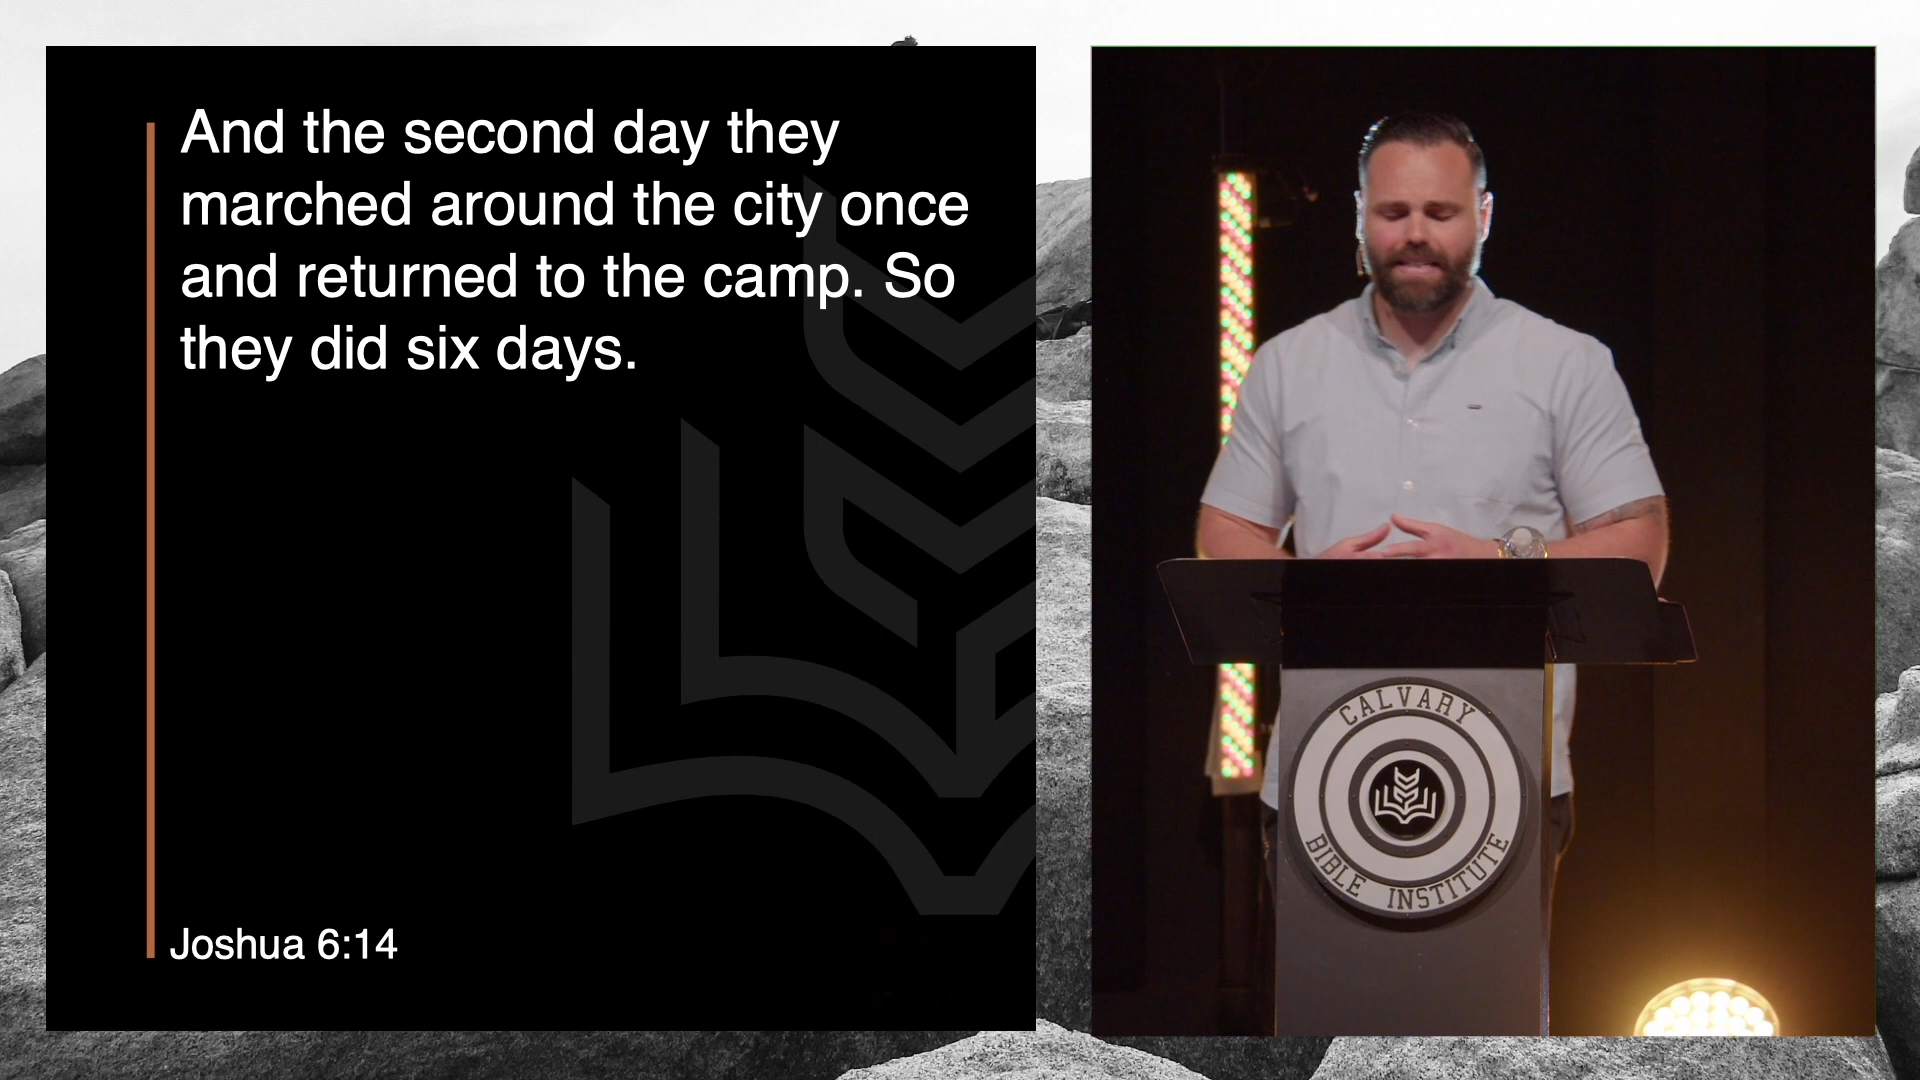 And the second day they
marched around the city once
and returned to the camp. So
they did six days.
Joshua 6:14
CALVARY
BIBLE INSTITUTE